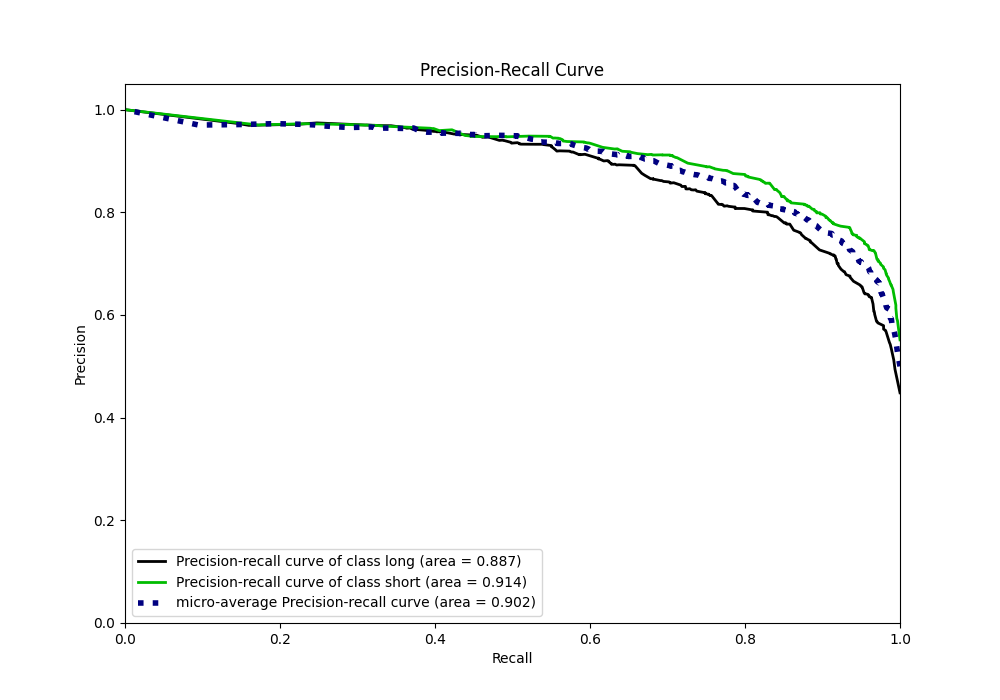 Precision-Recall Curve
1.0
0.8
0.6
0.4
0.2
0.0
Precision
Precision-recall curve of class long (area = 0.887)
Precision-recall curve of class short (area = 0.914)
micro-average Precision-recall curve (area = 0.902)
0.0 0.2 0.4 0.6 0.8 1.0
Recall